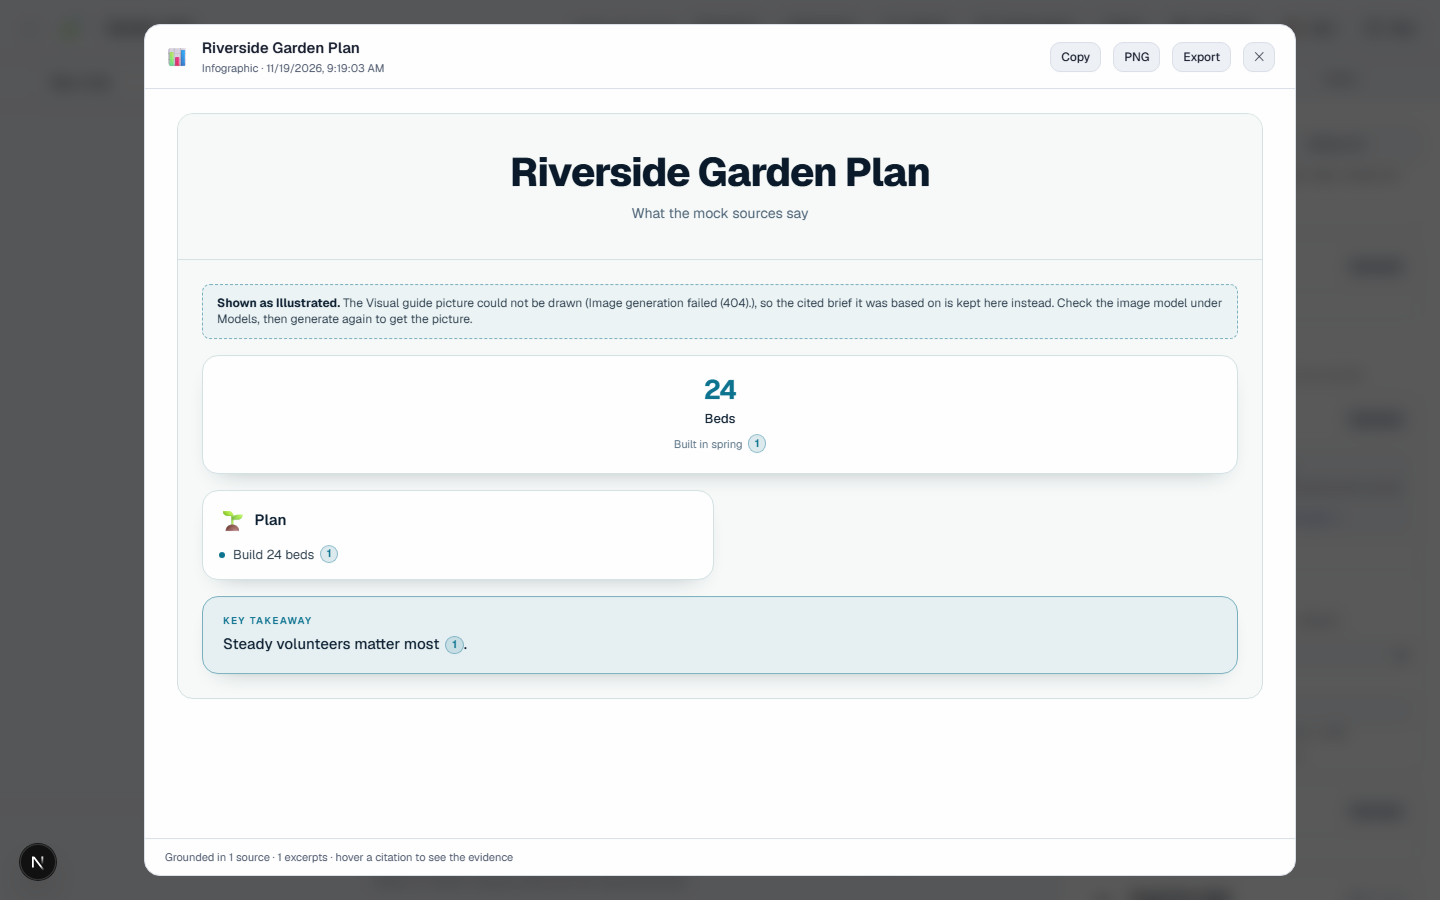 Riverside Garden Plan
Infographic · 11/19/2026, 9:19:03 AM
Copy
PNG
Export
Riverside Garden Plan
What the mock sources say
Shown as Illustrated. The Visual guide picture could not be drawn (Image generation failed (404).), so the cited brief it was based on is kept here instead. Check the image model under
Models, then generate again to get the picture.
24
Beds
Built in spring 1
Plan
Build 24 beds 1
KEY TAKEAWAY
Steady volunteers matter most 1.
Grounded in 1 source · 1 excerpts · hover a citation to see the evidence
N